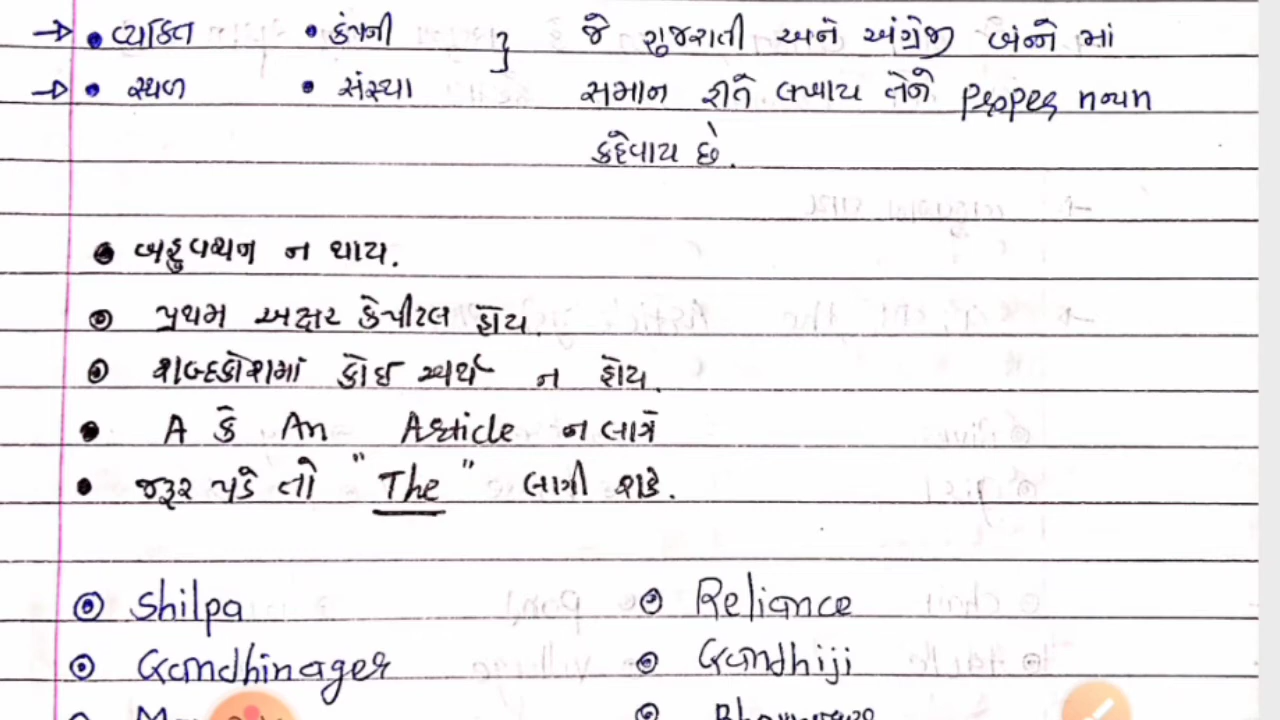 → • વ્યકિત • કંપની } જે ગુજરાતી અને અંગ્રેજી બંન્ને માં
→ • સ્થળ • સંસ્થા સમાન રીતે લખાય તેને Proper noun
કહેવાય છે.
• બહુવચન ન થાય.
⊙ પ્રથમ અક્ષર કેપીટલ હોય.
⊙ શબ્દકોશમાં કોઈ અર્થ ન હોય.
• A કે An Article ન લાગે
• જરૂર પડે તો "The" લાગી શકે.
⊙ Shilpa ⊙ Reliance
⊙ Gandhinager ⊙ Gandhiji